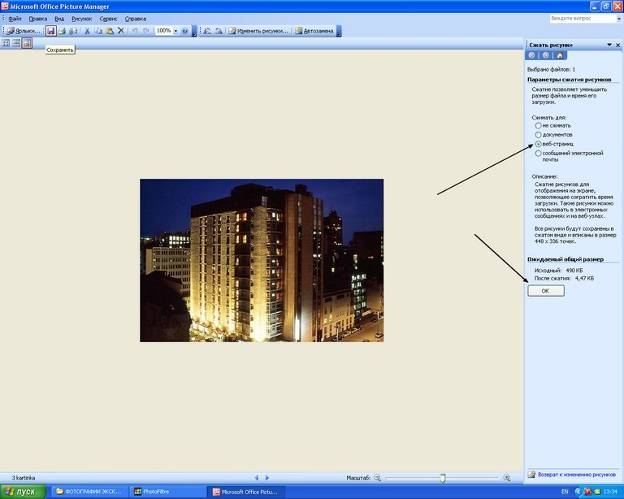 Microsoft Office Picture Manager
Файл Правка Вид Рисунок Сервис Справка
Введите вопрос
Ярлыки... 100% Изменить рисунки... Автозамена
Сохранить
Сжать рисунки
Выбрано файлов: 1
Параметры сжатия рисунков
Сжатие позволяет уменьшить
размер файла и время его
загрузки.
Сжимать для:
не сжимать
документов
веб-страниц
сообщений электронной
почты
Описание:
Сжатие рисунков для
отображения на экране,
позволяющее сократить время
загрузки. Такие рисунки можно
использовать в электронных
сообщениях и на веб-узлах.
Все рисунки будут сохранены в
сжатом виде и вписаны в размер
448 x 336 точек.
Ожидаемый общий размер
Исходный: 490 КБ
После сжатия: 4,47 КБ
OK
Возврат к изменению рисунков
3 kartinka
Масштаб:
пуск
ФОТОГРАФИИ ЭКСК...
PhotoFiltre
Microsoft Office Pictu...
EN
13:34